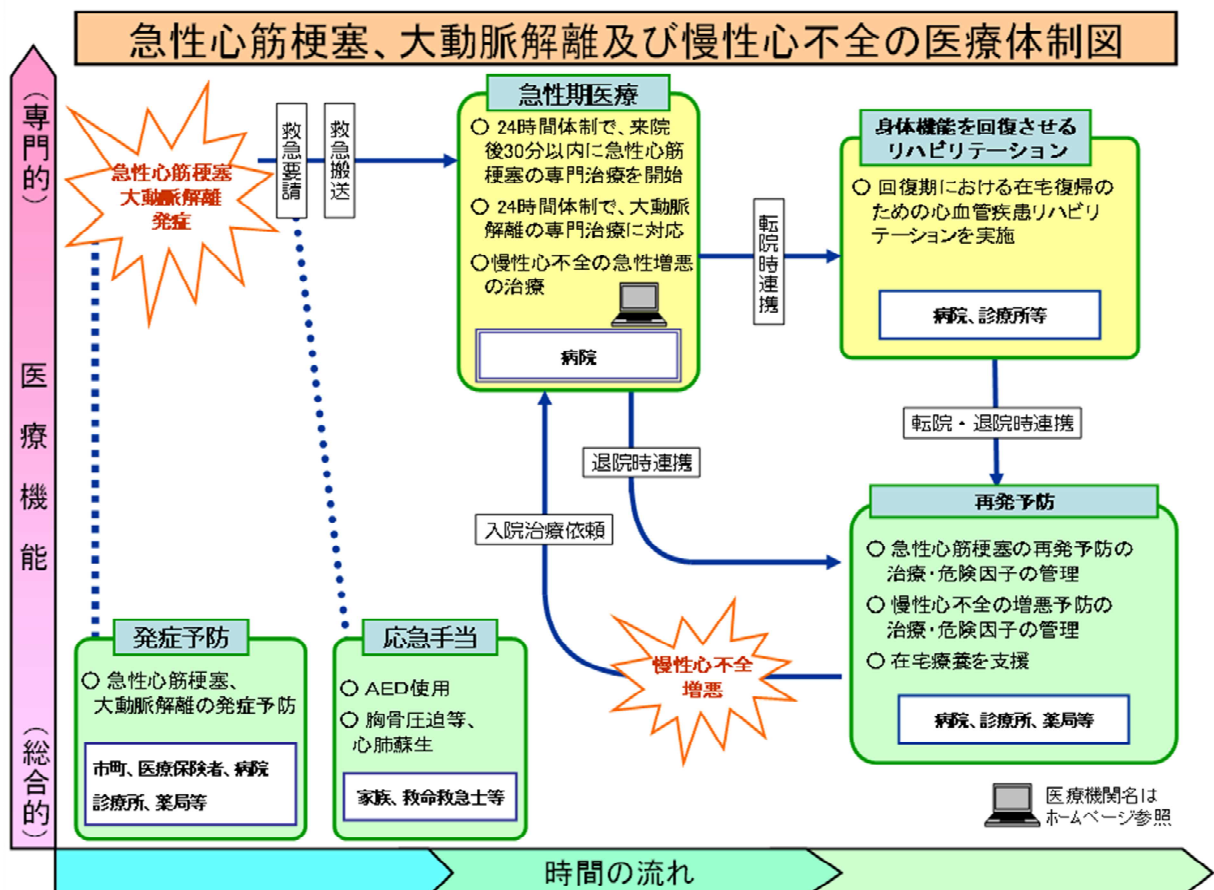 急性心筋梗塞、大動脈解離及び慢性心不全の医療体制図
(専門的)
医療機能
(総合的)
急性心筋梗塞
大動脈解離
発症
救急要請
救急搬送
急性期医療
○ 24時間体制で、来院
後30分以内に急性心筋
梗塞の専門治療を開始
○ 24時間体制で、大動脈
解離の専門治療に対応
○ 慢性心不全の急性増悪
の治療
病院
転院時連携
身体機能を回復させる
リハビリテーション
○ 回復期における在宅復帰の
ための心血管疾患リハビリ
テーションを実施
病院、診療所等
転院・退院時連携
退院時連携
入院治療依頼
再発予防
○ 急性心筋梗塞の再発予防の
治療・危険因子の管理
○ 慢性心不全の増悪予防の
治療・危険因子の管理
○ 在宅療養を支援
病院、診療所、薬局等
慢性心不全
増悪
発症予防
○ 急性心筋梗塞、
大動脈解離の発症予防
市町、医療保険者、病院
診療所、薬局等
応急手当
○ AED使用
○ 胸骨圧迫等、
心肺蘇生
家族、救命救急士等
医療機関名は
ホームページ参照
時間の流れ